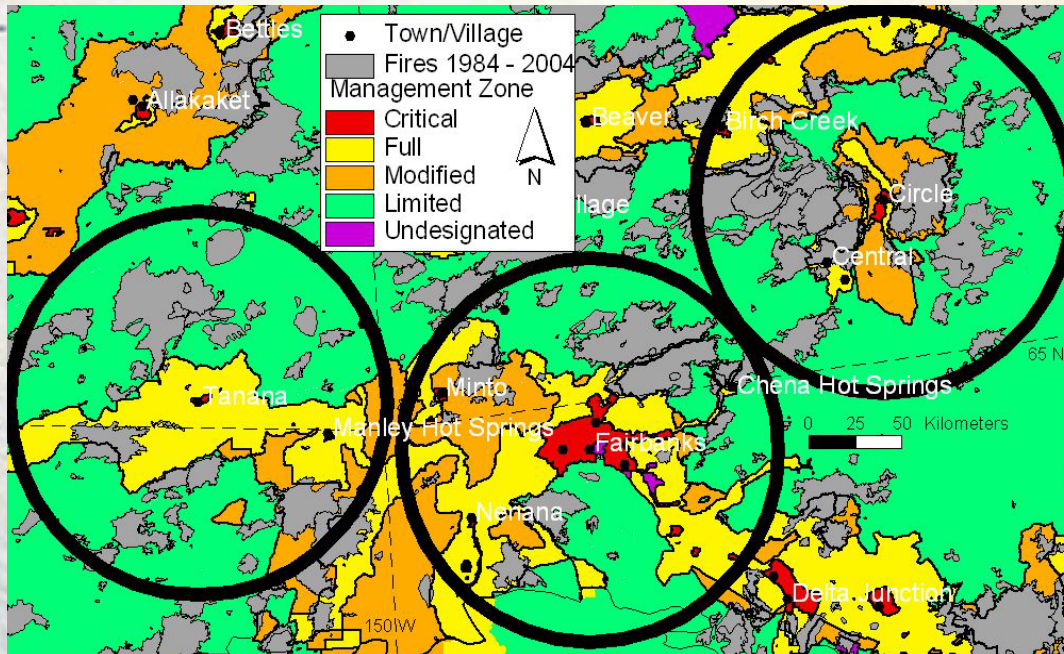 Bettles
Allakaket
Town/Village
Fires 1984 - 2004
Management Zone
Critical
Full
Modified
Limited
Undesignated
N
Beaver
Birch Creek
Circle
Central
65 N
Tanana
Manley Hot Springs
Minto
Fairbanks
Chena Hot Springs
0 25 50 Kilometers
Nenana
Delta Junction
150 W